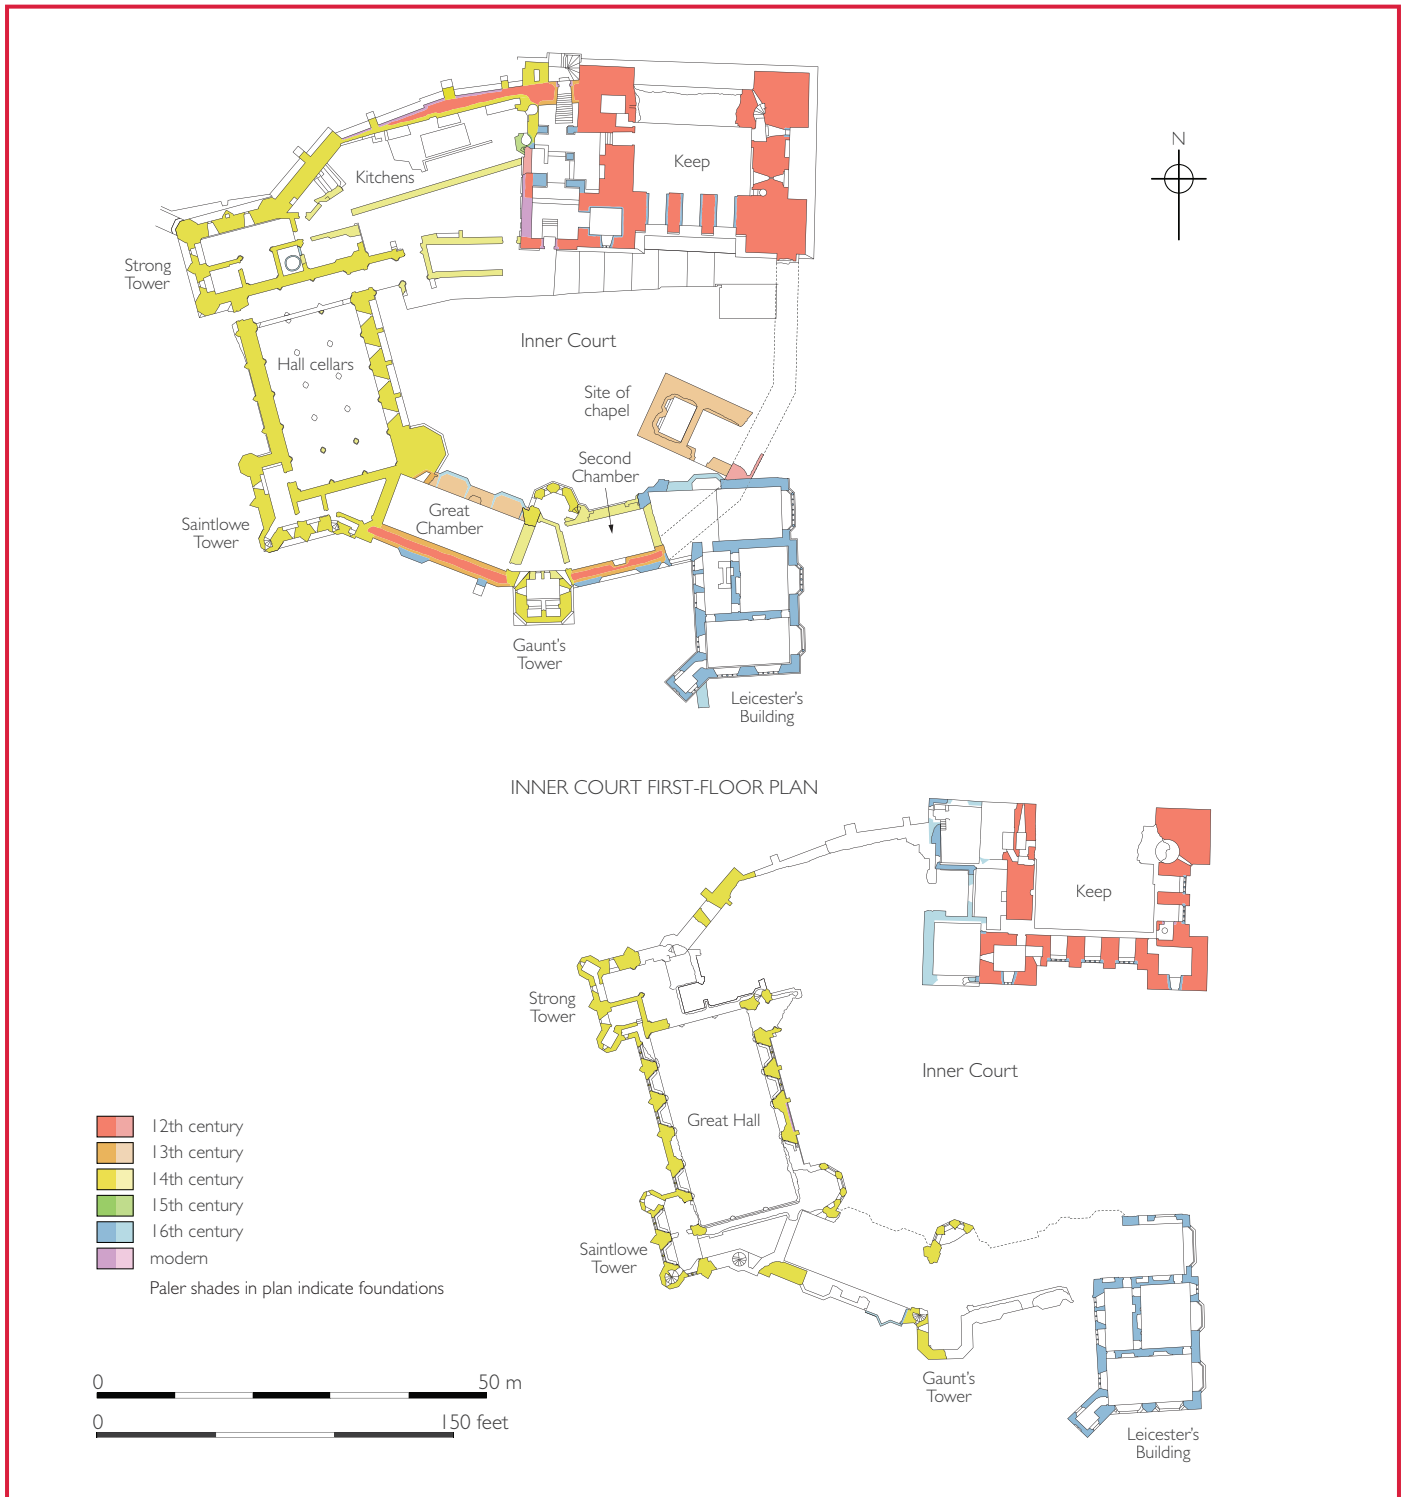 N
Keep
Kitchens
Strong
Tower
Inner Court
Hall cellars
Site of
chapel
Second
Chamber
Great
Chamber
Saintlowe
Tower
Gaunt's
Tower
Leicester's
Building
INNER COURT FIRST-FLOOR PLAN
Keep
Strong
Tower
Inner Court
Great Hall
Saintlowe
Tower
Gaunt's
Tower
Leicester's
Building
12th century
13th century
14th century
15th century
16th century
modern
Paler shades in plan indicate foundations
0 50 m
0 150 feet